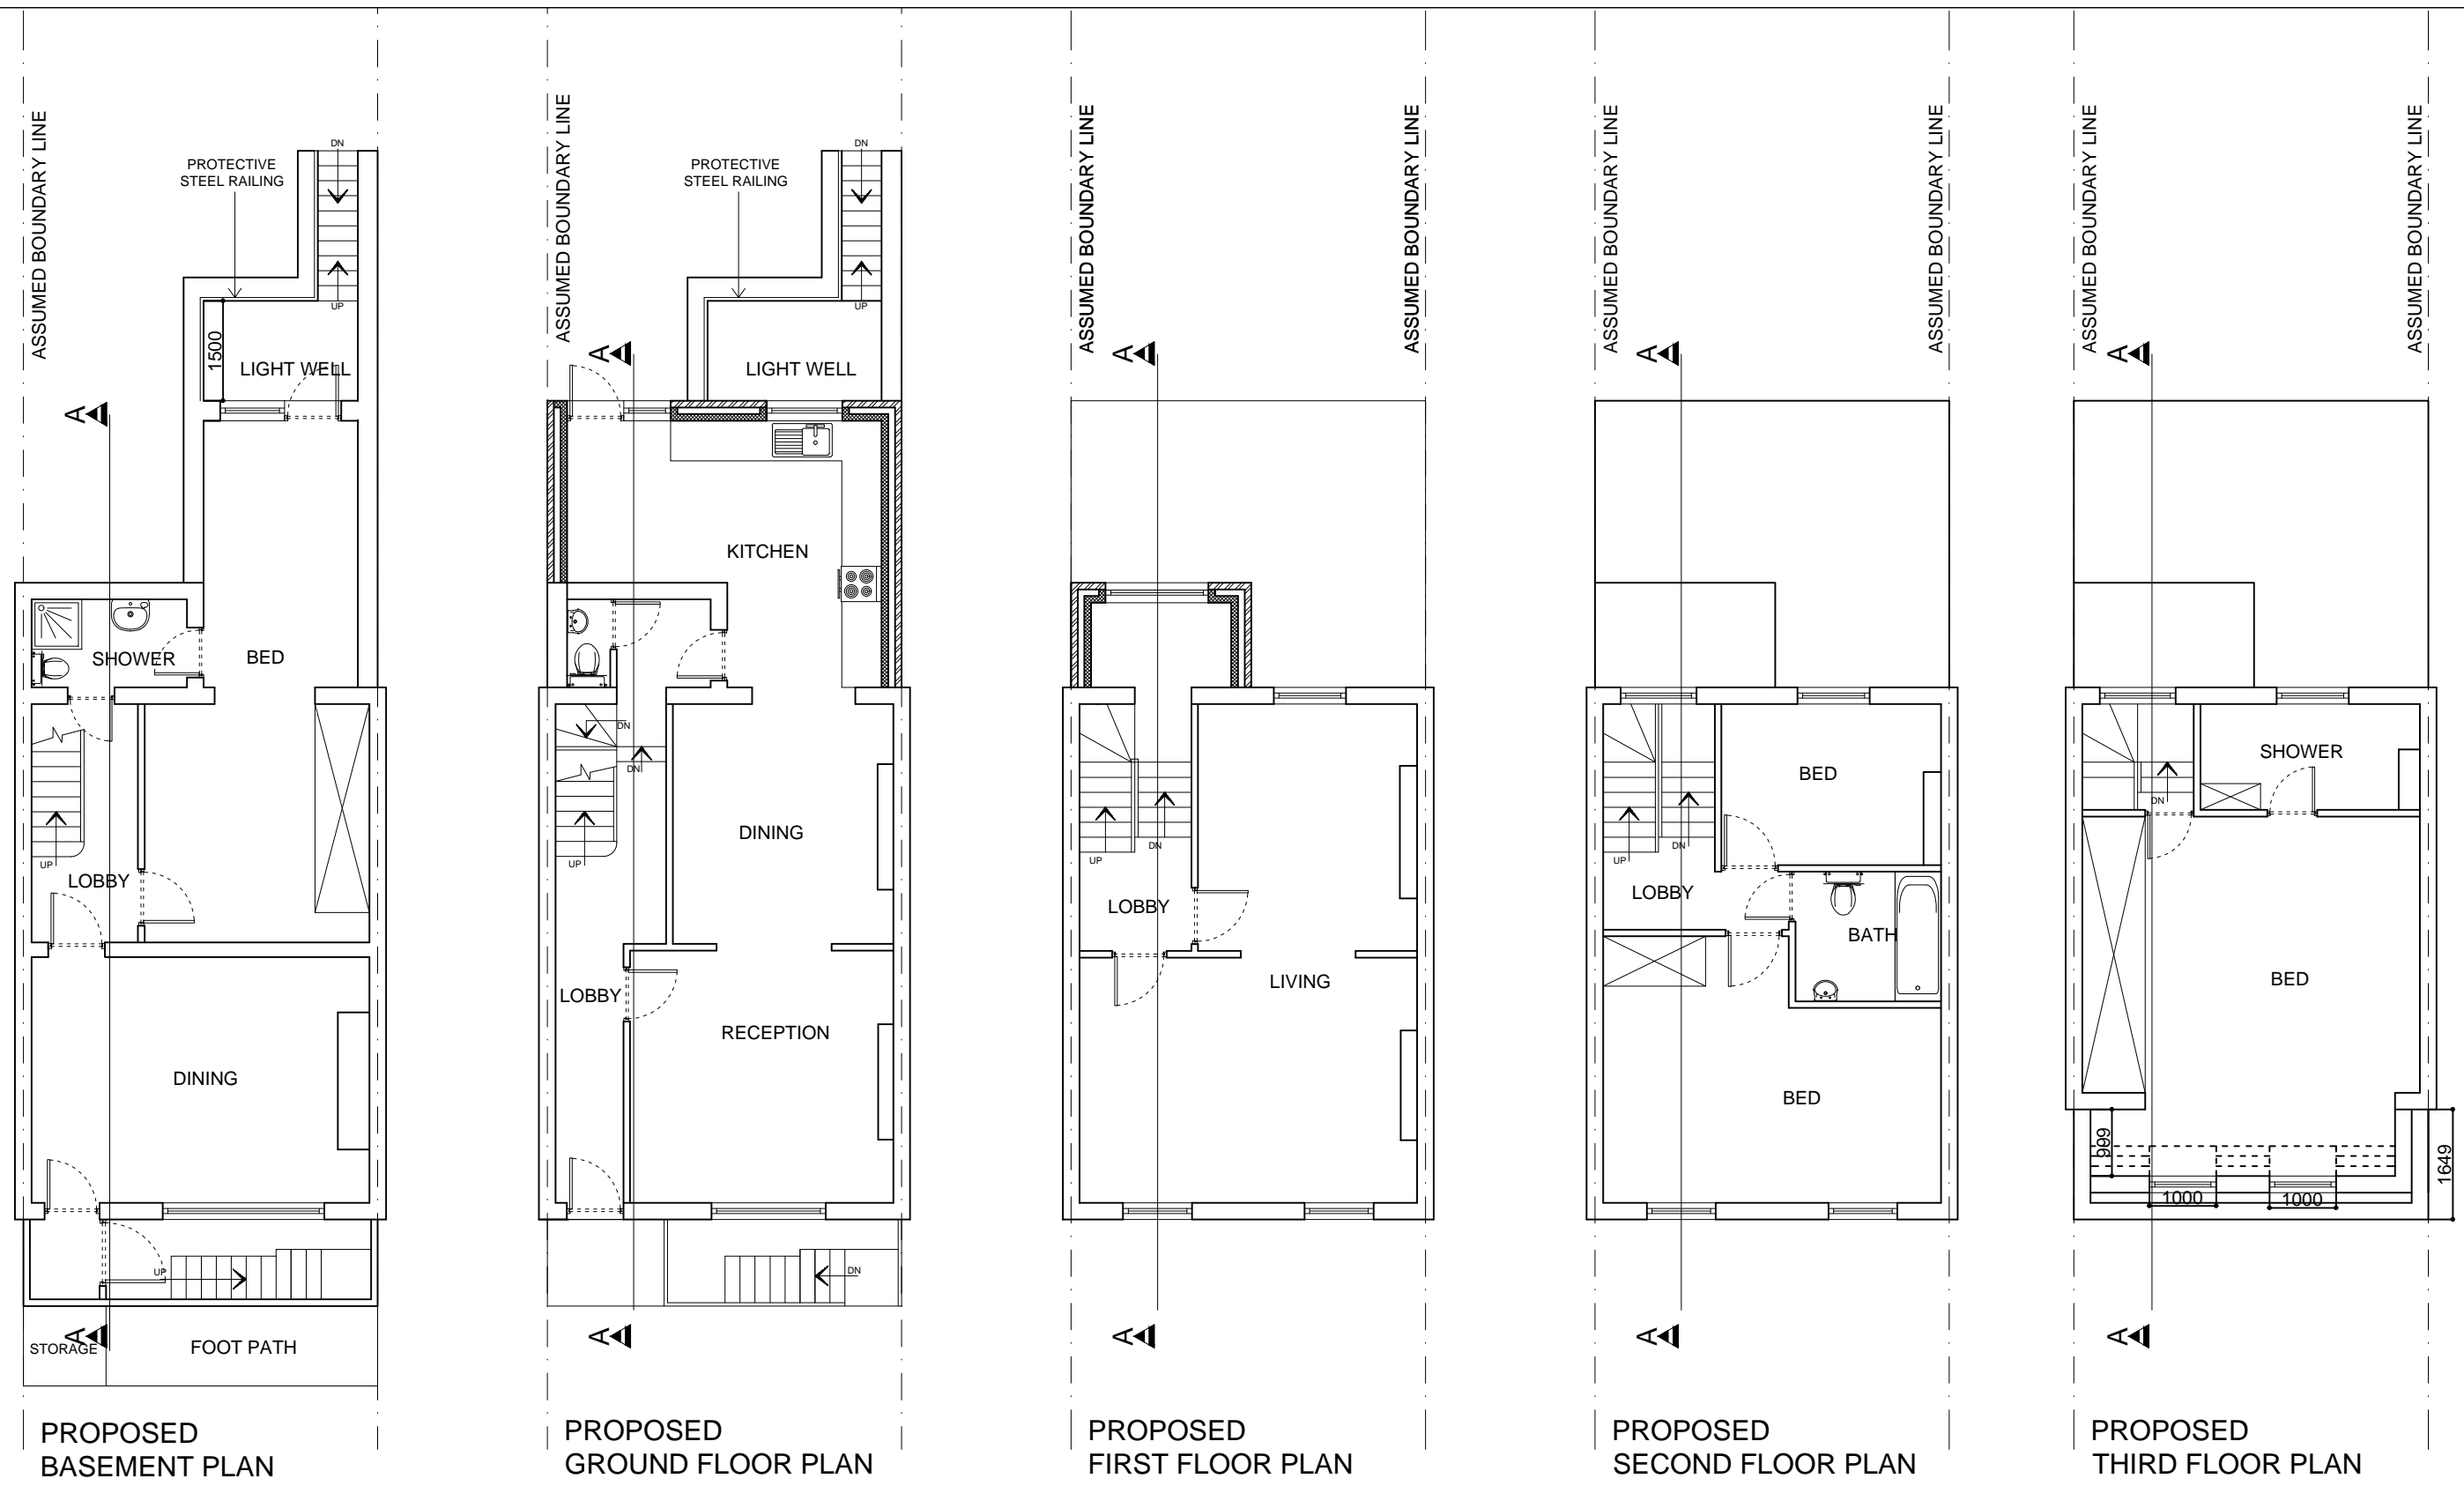 ASSUMED BOUNDARY LINE
PROTECTIVE
STEEL RAILING
DN
UP
1500
LIGHT WELL
A
SHOWER
BED
UP
LOBBY
DINING
UP
A
STORAGE
FOOT PATH
PROPOSED
BASEMENT PLAN
ASSUMED BOUNDARY LINE
PROTECTIVE
STEEL RAILING
DN
UP
A
LIGHT WELL
KITCHEN
DN
DN
DINING
UP
LOBBY
RECEPTION
DN
A
PROPOSED
GROUND FLOOR PLAN
ASSUMED BOUNDARY LINE
ASSUMED BOUNDARY LINE
A
UP
DN
LOBBY
LIVING
A
PROPOSED
FIRST FLOOR PLAN
ASSUMED BOUNDARY LINE
ASSUMED BOUNDARY LINE
A
BED
UP
DN
LOBBY
BATH
BED
A
PROPOSED
SECOND FLOOR PLAN
ASSUMED BOUNDARY LINE
ASSUMED BOUNDARY LINE
A
SHOWER
DN
BED
999
1649
1000
1000
A
PROPOSED
THIRD FLOOR PLAN